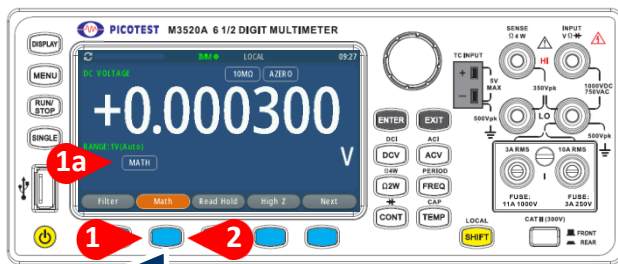 PICOTEST M3520A 6 1/2 DIGIT MULTIMETER
DISPLAY
MENU
RUN/
STOP
SINGLE
LOCAL
09:27
DC VOLTAGE
10MΩ
AZERO
+0.000300
V
RANGE:1V(Auto)
MATH
1a
Filter
Math
Read Hold
High Z
Next
1
2
ENTER
EXIT
DCI
ACI
DCV
ACV
Ω4W
PERIOD
Ω2W
FREQ
CAP
CONT
TEMP
LOCAL
SHIFT
TC INPUT
+
−
5V
MAX
SENSE
Ω 4 W
INPUT
V Ω
HI
350Vpk
1000VDC
750VAC
500Vpk
LO
500Vpk
3A RMS
10A RMS
I
FUSE:
11A 1000V
FUSE:
3A 250V
CAT II (300V)
FRONT
REAR